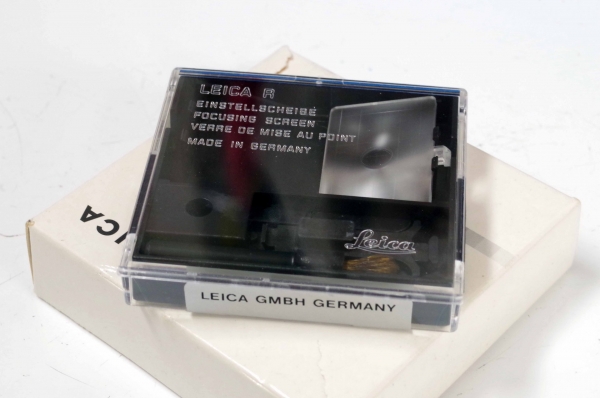 LEICA R
EINSTELLSCHEIBE
FOCUSING SCREEN
VERRE DE MISE AU POINT
MADE IN GERMANY
Leica
LEICA GMBH GERMANY
ICA